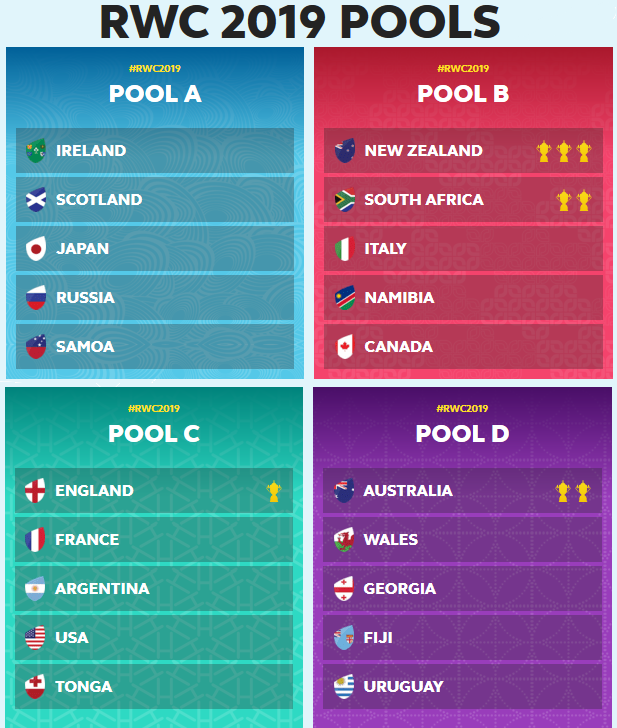 RWC 2019 POOLS
#RWC2019
POOL A
IRELAND
SCOTLAND
JAPAN
RUSSIA
SAMOA
#RWC2019
POOL B
NEW ZEALAND
SOUTH AFRICA
ITALY
NAMIBIA
CANADA
#RWC2019
POOL C
ENGLAND
FRANCE
ARGENTINA
USA
TONGA
#RWC2019
POOL D
AUSTRALIA
WALES
GEORGIA
FIJI
URUGUAY